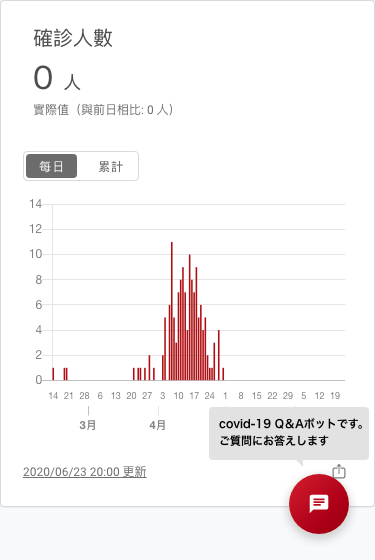 確診人數
0 人
實際值（與前日相比: 0 人）
每日 累計
14
12
10
8
6
4
2
0
14 21 28 6 13 20 27 3 10 17 24 1 8 15 22 29 5 12 19
3月 4月
covid-19 Q&Aボットです。
ご質問にお答えします
2020/06/23 20:00 更新